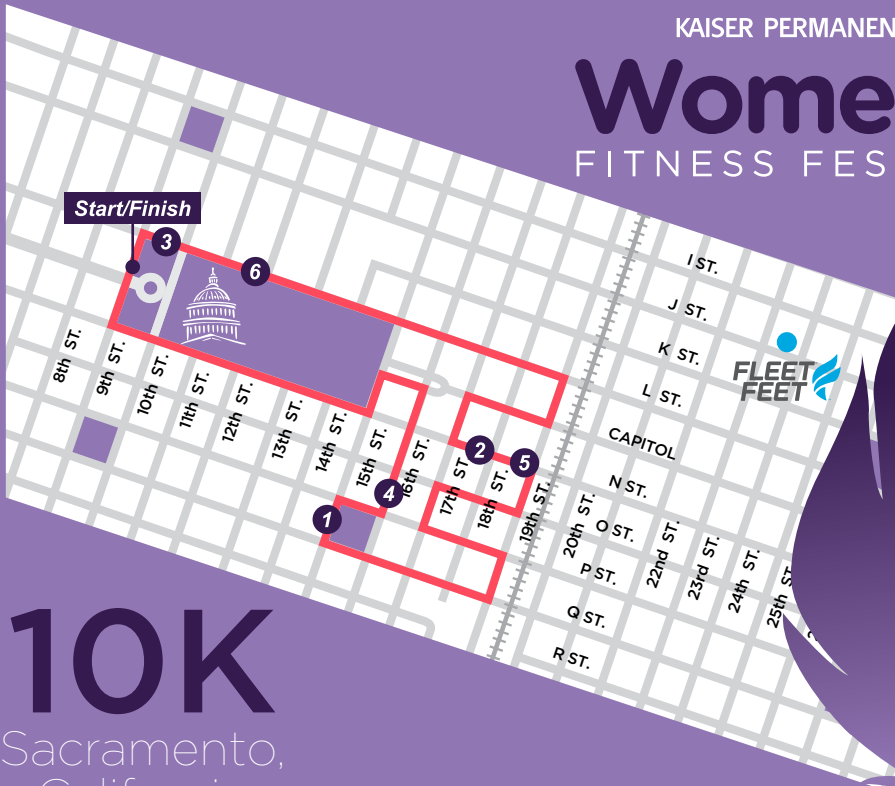 KAISER PERMANEN
Wome
FITNESS FES
Start/Finish
3
6
I ST.
J ST.
K ST.
L ST.
CAPITOL
N ST.
O ST.
P ST.
Q ST.
R ST.
FLEET
FEET
8th ST.
9th ST.
10th ST.
11th ST.
12th ST.
13th ST.
14th ST.
15th ST.
16th ST.
17th ST.
18th ST.
19th ST.
20th ST.
22nd ST.
23rd ST.
24th ST.
25th ST
2
5
4
1
10K
Sacramento,